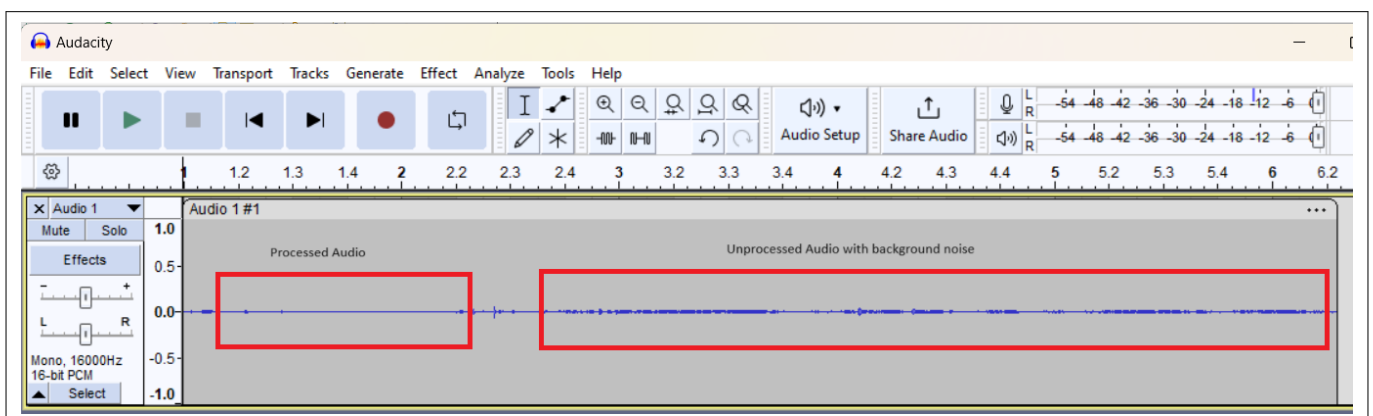 Audacity
File Edit Select View Transport Tracks Generate Effect Analyze Tools Help
L R -54 -48 -42 -36 -30 -24 -18 -12 -6
Audio Setup Share Audio
L R -54 -48 -42 -36 -30 -24 -18 -12 -6
1 1.2 1.3 1.4 2 2.2 2.3 2.4 3 3.2 3.3 3.4 4 4.2 4.3 4.4 5 5.2 5.3 5.4 6 6.2
Audio 1 Audio 1 #1
Mute Solo 1.0
Processed Audio Unprocessed Audio with background noise
Effects
0.5
- +
0.0
L R
Mono, 16000Hz
-0.5
16-bit PCM
Select -1.0